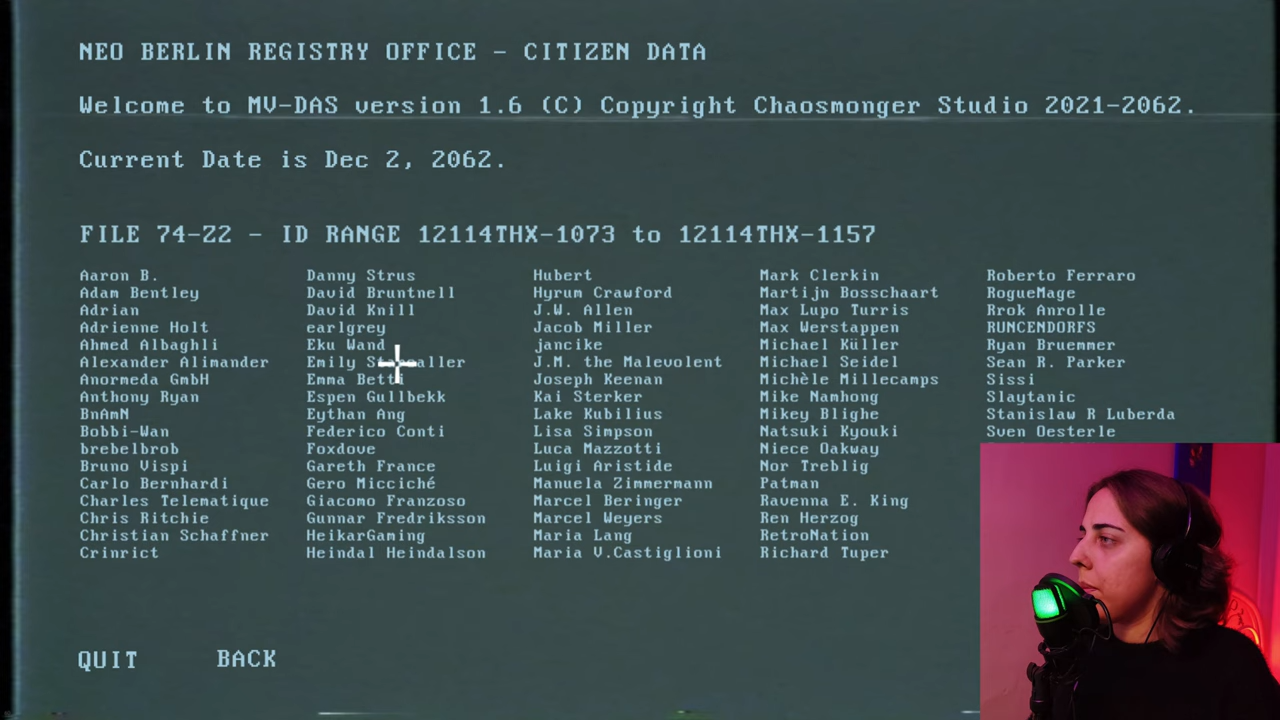 NEO BERLIN REGISTRY OFFICE - CITIZEN DATA
Welcome to MV-DAS version 1.6 (C) Copyright Chaosmonger Studio 2021-2062.
Current Date is Dec 2, 2062.
FILE 74-Z2 - ID RANGE 12114THX-1073 to 12114THX-1157
Aaron B. Danny Strus Hubert Mark Clerkin Roberto Ferraro
Adam Bentley David Bruntnell Hyrum Crawford Martijn Bosschaart RogueMage
Adrian David Knill J.W. Allen Max Lupo Turris Rrok Anrolle
Adrienne Holt earlgrey Jacob Miller Max Werstappen RUNCENDORFS
Ahmed Albaghli Eku Wand jancike Michael Küller Ryan Bruemmer
Alexander Alimander Emily J.M. the Malevolent Michael Seidel Sean R. Parker
Anormeda GmbH Emma Betti Joseph Keenan Michèle Millecamps Sissi
Anthony Ryan Espen Gullbekk Kai Sterker Mike Namhong Slaytanic
BnAmN Eythan Ang Lake Kubilius Mikey Blighe Stanislaw R Luberda
Bobbi-Wan Federico Conti Lisa Simpson Natsuki Kyouki Sven Oesterle
brebelbrob Foxdove Luca Mazzotti Niece Oakway
Bruno Vispi Gareth France Luigi Aristide Nor Treblig
Carlo Bernhardi Gero Micciché Manuela Zimmermann Patman
Charles Telematique Giacomo Franzoso Marcel Beringer Ravenna E. King
Chris Ritchie Gunnar Fredriksson Marcel Weyers Ren Herzog
Christian Schaffner HeikarGaming Maria Lang RetroNation
Crinrict Heindal Heindalson Maria V.Castiglioni Richard Tuper
QUIT BACK